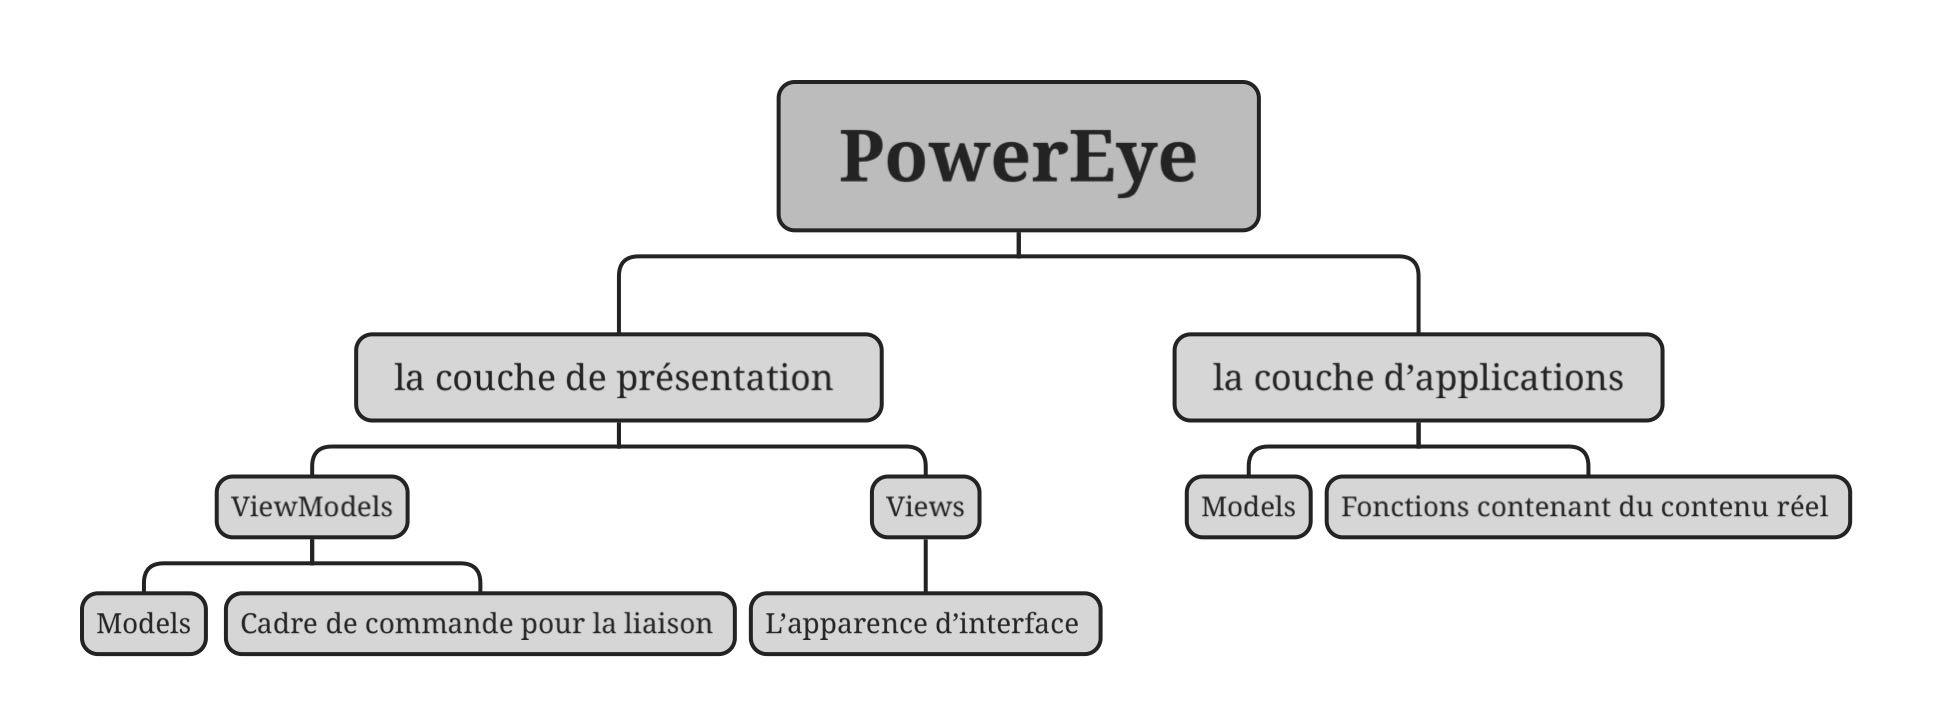 PowerEye
la couche de présentation
la couche d’applications
ViewModels
Views
Models
Fonctions contenant du contenu réel
Models
Cadre de commande pour la liaison
L’apparence d’interface